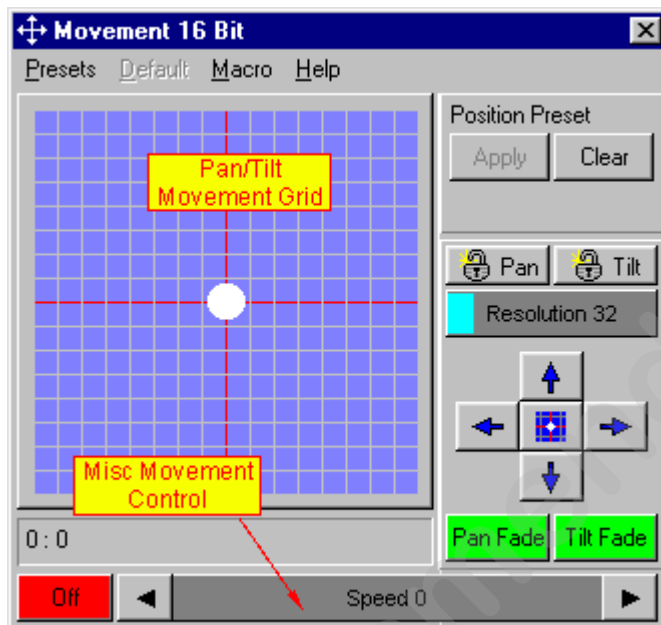 Movement 16 Bit
Presets Default Macro Help
Position Preset
Apply Clear
Pan/Tilt
Movement Grid
Pan Tilt
Resolution 32
Misc Movement
Control
0 : 0
Pan Fade Tilt Fade
Off Speed 0